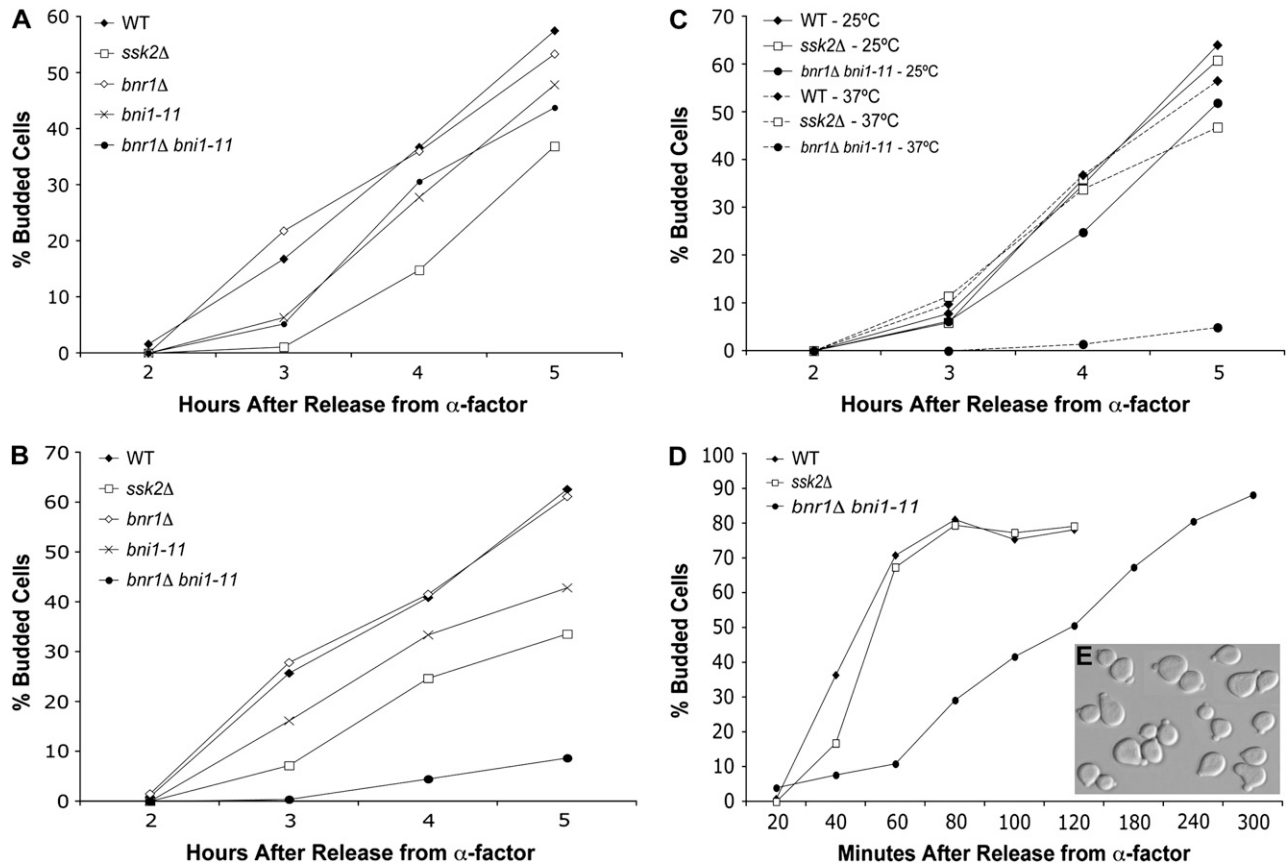 A
WT
ssk2Δ
bnr1Δ
bni1-11
bnr1Δ bni1-11
60
50
40
30
20
10
0
% Budded Cells
2 3 4 5
Hours After Release from α-factor
C
WT - 25ºC
ssk2Δ - 25ºC
bnr1Δ bni1-11 - 25ºC
WT - 37ºC
ssk2Δ - 37ºC
bnr1Δ bni1-11 - 37ºC
70
60
50
40
30
20
10
0
% Budded Cells
2 3 4 5
Hours After Release from α-factor
B
WT
ssk2Δ
bnr1Δ
bni1-11
bnr1Δ bni1-11
70
60
50
40
30
20
10
0
% Budded Cells
2 3 4 5
Hours After Release from α-factor
D
WT
ssk2Δ
bnr1Δ bni1-11
100
90
80
70
60
50
40
30
20
10
0
% Budded Cells
20 40 60 80 100 120 180 240 300
Minutes After Release from α-factor
E